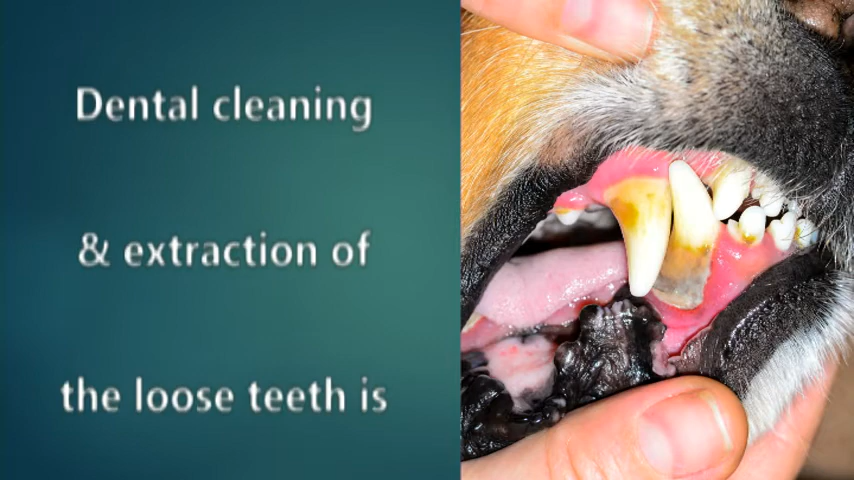 Dental cleaning
& extraction of
the loose teeth is